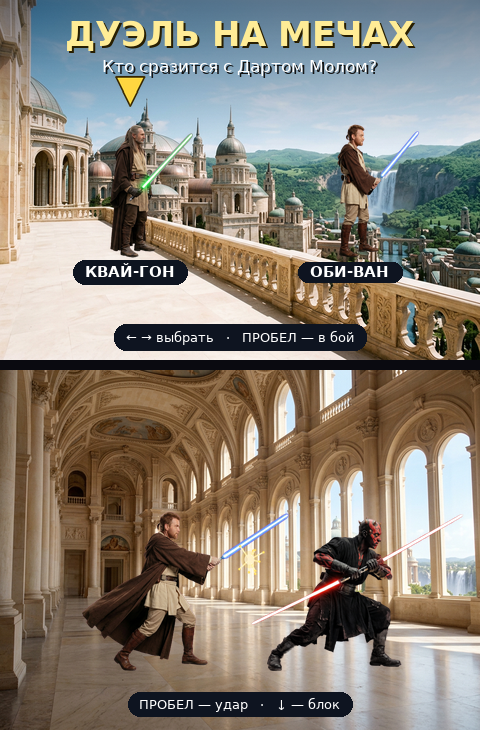 ДУЭЛЬ НА МЕЧАХ
Кто сразится с Дартом Молом?
КВАЙ-ГОН
ОБИ-ВАН
← → выбрать · ПРОБЕЛ — в бой
ПРОБЕЛ — удар · ↓ — блок